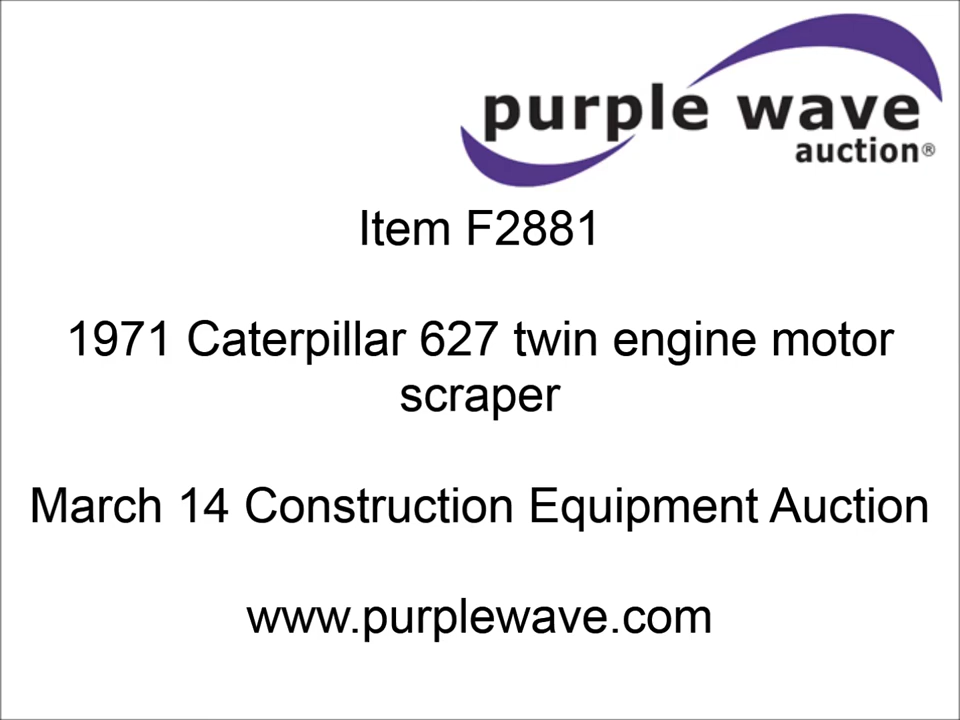 purple wave
auction®
Item F2881
1971 Caterpillar 627 twin engine motor
scraper
March 14 Construction Equipment Auction
www.purplewave.com